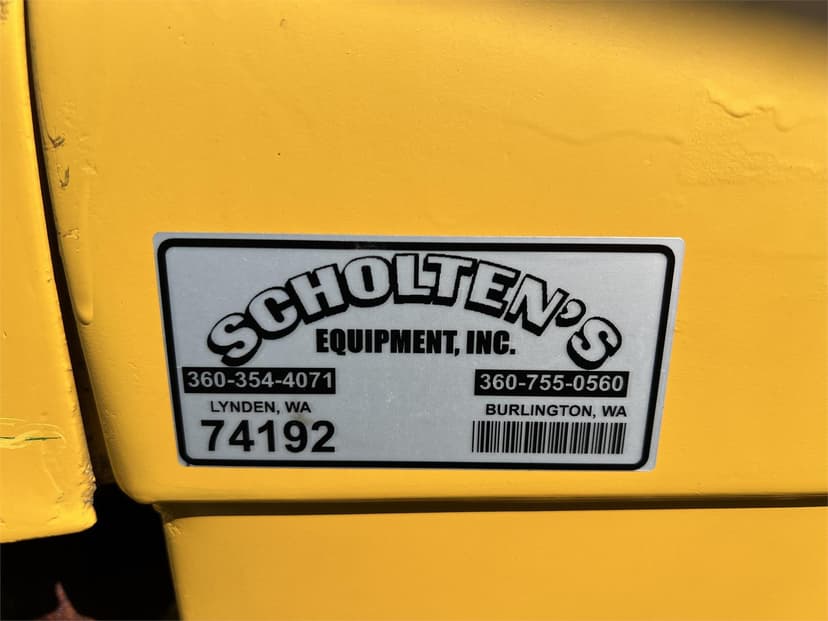 SCHOLTEN'S
EQUIPMENT, INC.
360-354-4071 360-755-0560
LYNDEN, WA BURLINGTON, WA
74192